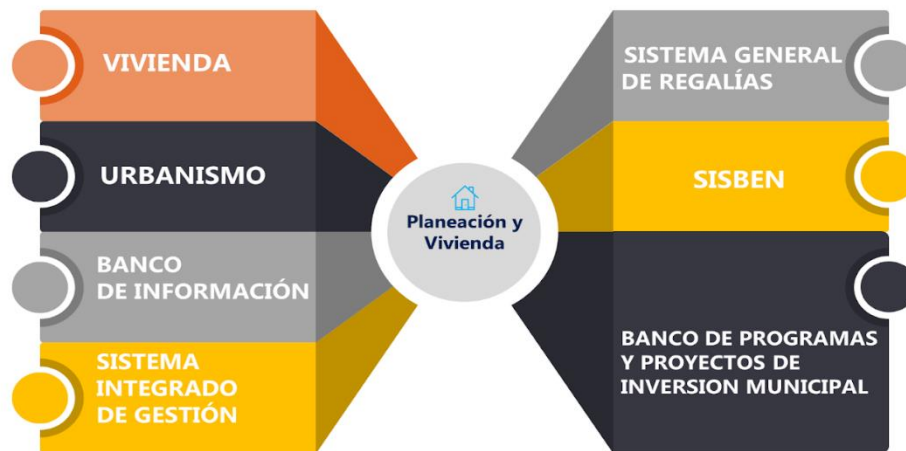 VIVIENDA
URBANISMO
BANCO
DE INFORMACIÓN
SISTEMA
INTEGRADO
DE GESTIÓN
Planeación y
Vivienda
SISTEMA GENERAL
DE REGALÍAS
SISBEN
BANCO DE PROGRAMAS
Y PROYECTOS DE
INVERSION MUNICIPAL